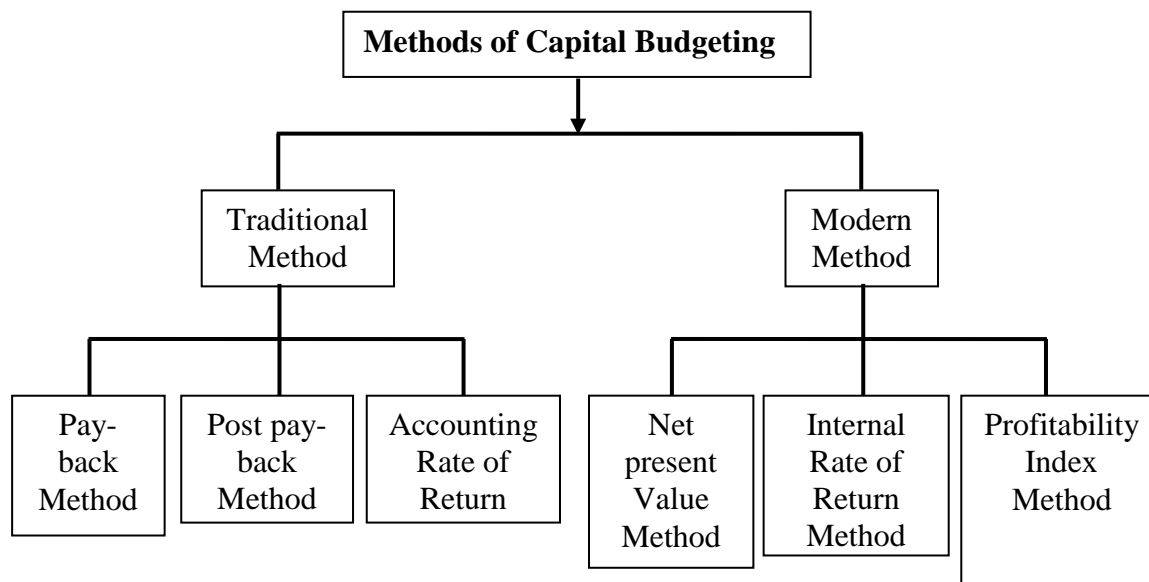 Methods of Capital Budgeting
Traditional
Method
Modern
Method
Pay-
back
Method
Post pay-
back
Method
Accounting
Rate of
Return
Net
present
Value
Method
Internal
Rate of
Return
Method
Profitability
Index
Method